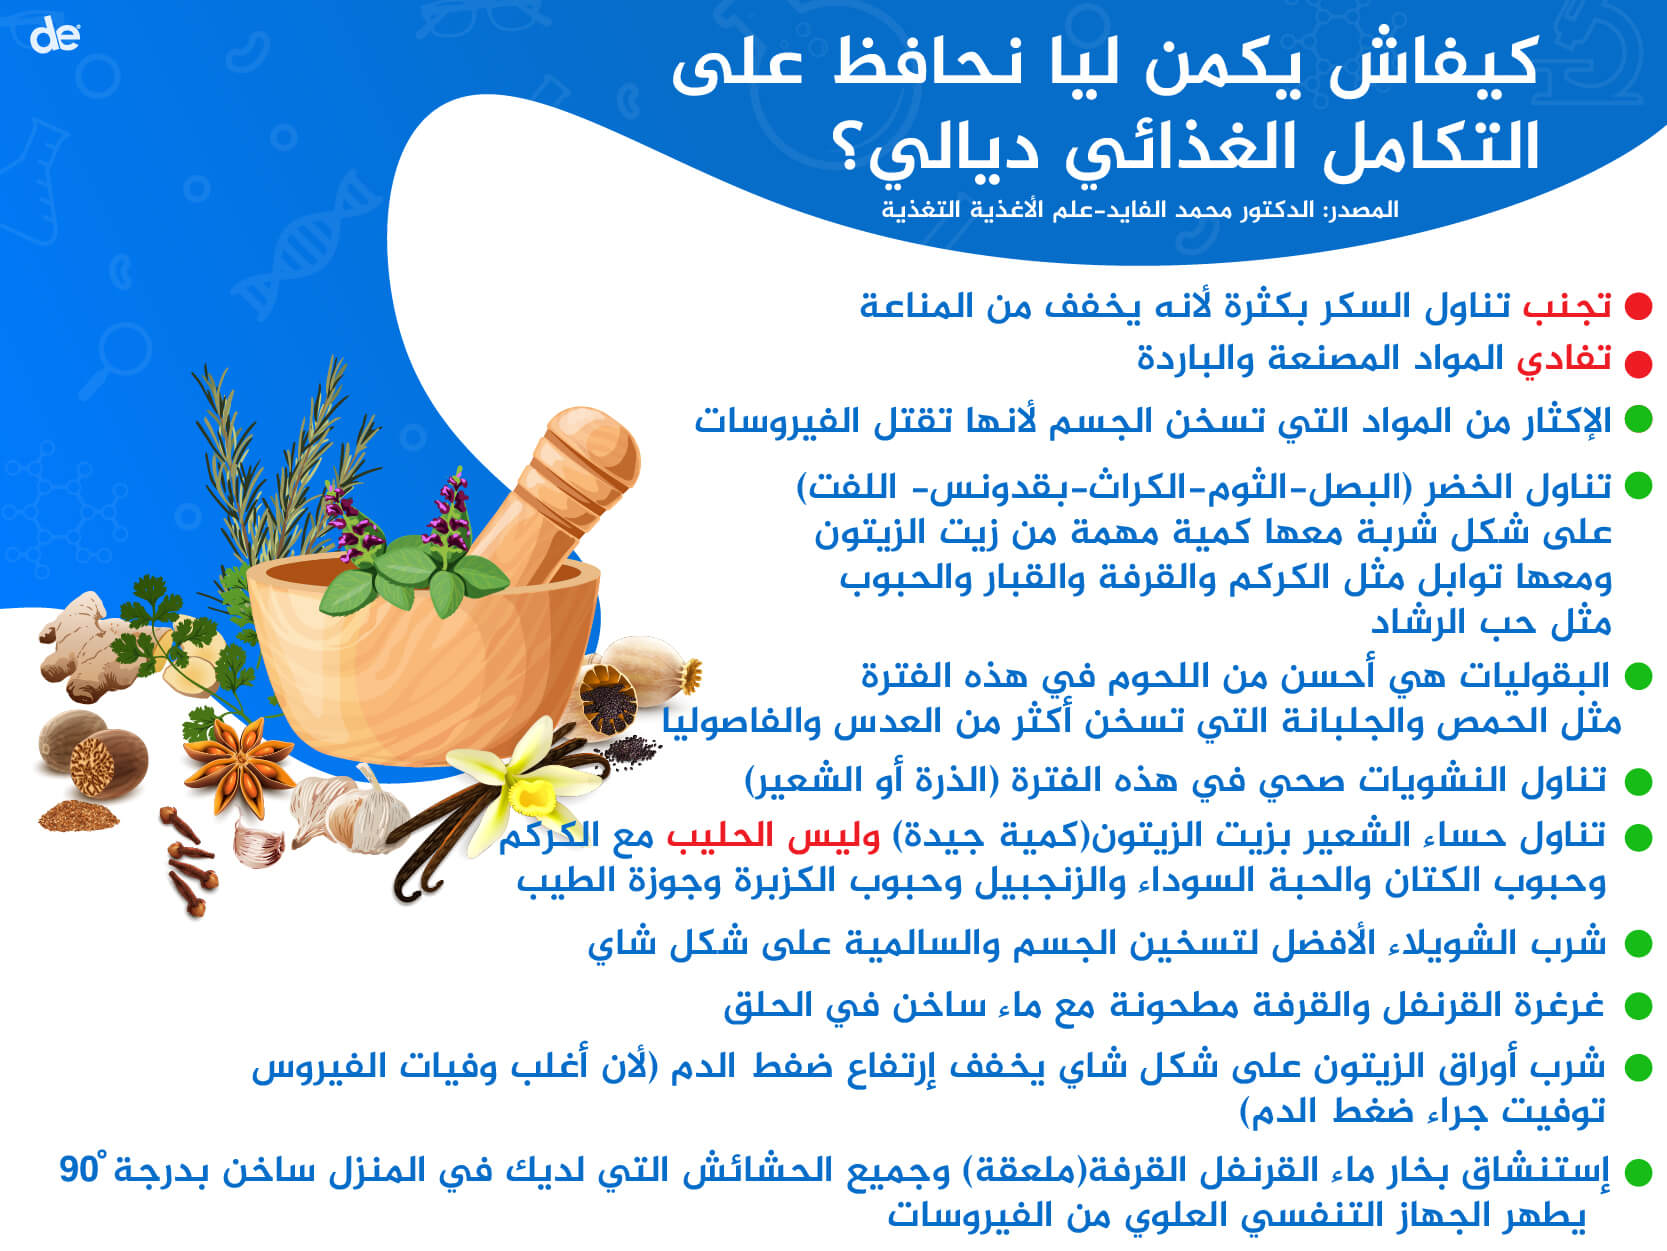 de
كيفاش يكمن ليا نحافظ على
التكامل الغذائي ديالي؟
المصدر: الدكتور محمد الفايد-علم الأغذية التغذية
تجنب تناول السكر بكثرة لأنه يخفف من المناعة
تفادي المواد المصنعة والباردة
الإكثار من المواد التي تسخن الجسم لأنها تقتل الفيروسات
تناول الخضر (البصل-الثوم-الكراث-بقدونس- اللفت)
على شكل شربة معها كمية مهمة من زيت الزيتون
ومعها توابل مثل الكركم والقرفة والقبار والحبوب
مثل حب الرشاد
البقوليات هي أحسن من اللحوم في هذه الفترة
مثل الحمص والجلبانة التي تسخن أكثر من العدس والفاصوليا
تناول النشويات صحي في هذه الفترة (الذرة أو الشعير)
تناول حساء الشعير بزيت الزيتون(كمية جيدة) وليس الحليب مع الكركم
وحبوب الكتان والحبة السوداء والزنجبيل وحبوب الكزبرة وجوزة الطيب
شرب الشويلاء الأفضل لتسخين الجسم والسالمية على شكل شاي
غرغرة القرنفل والقرفة مطحونة مع ماء ساخن في الحلق
شرب أوراق الزيتون على شكل شاي يخفف إرتفاع ضفط الدم (لأن أغلب وفيات الفيروس
توفيت جراء ضغط الدم)
إستنشاق بخار ماء القرنفل القرفة(ملعقة) وجميع الحشائش التي لديك في المنزل ساخن بدرجة °90
يطهر الجهاز التنفسي العلوي من الفيروسات